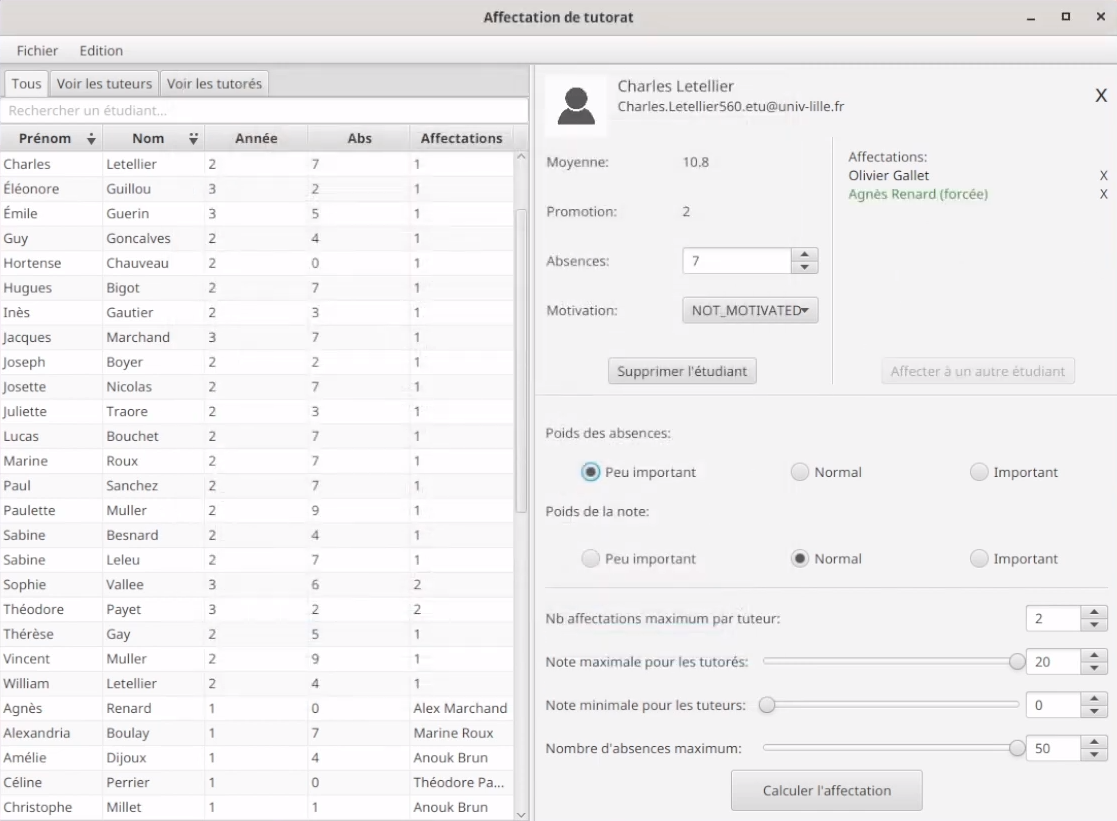 Affectation de tutorat
Fichier Edition
Tous Voir les tuteurs Voir les tutorés
Rechercher un étudiant...
Prénom Nom Année Abs Affectations
Charles Letellier 2 7 1
Éléonore Guillou 3 2 1
Émile Guerin 3 5 1
Guy Goncalves 2 4 1
Hortense Chauveau 2 0 1
Hugues Bigot 2 7 1
Inès Gautier 2 3 1
Jacques Marchand 3 7 1
Joseph Boyer 2 2 1
Josette Nicolas 2 7 1
Juliette Traore 2 3 1
Lucas Bouchet 2 7 1
Marine Roux 2 7 1
Paul Sanchez 2 7 1
Paulette Muller 2 9 1
Sabine Besnard 2 4 1
Sabine Leleu 2 7 1
Sophie Vallee 3 6 2
Théodore Payet 3 2 2
Thérèse Gay 2 5 1
Vincent Muller 2 9 1
William Letellier 2 4 1
Agnès Renard 1 0 Alex Marchand
Alexandria Boulay 1 7 Marine Roux
Amélie Dijoux 1 4 Anouk Brun
Céline Perrier 1 0 Théodore Pa...
Christophe Millet 1 1 Anouk Brun
Charles Letellier
Charles.Letellier560.etu@univ-lille.fr
X
Moyenne: 10.8
Promotion: 2
Absences: 7
Motivation: NOT_MOTIVATED
Supprimer l'étudiant
Affectations:
Olivier Gallet X
Agnès Renard (forcée) X
Affecter à un autre étudiant
Poids des absences:
Peu important Normal Important
Poids de la note:
Peu important Normal Important
Nb affectations maximum par tuteur: 2
Note maximale pour les tutorés: 20
Note minimale pour les tuteurs: 0
Nombre d'absences maximum: 50
Calculer l'affectation